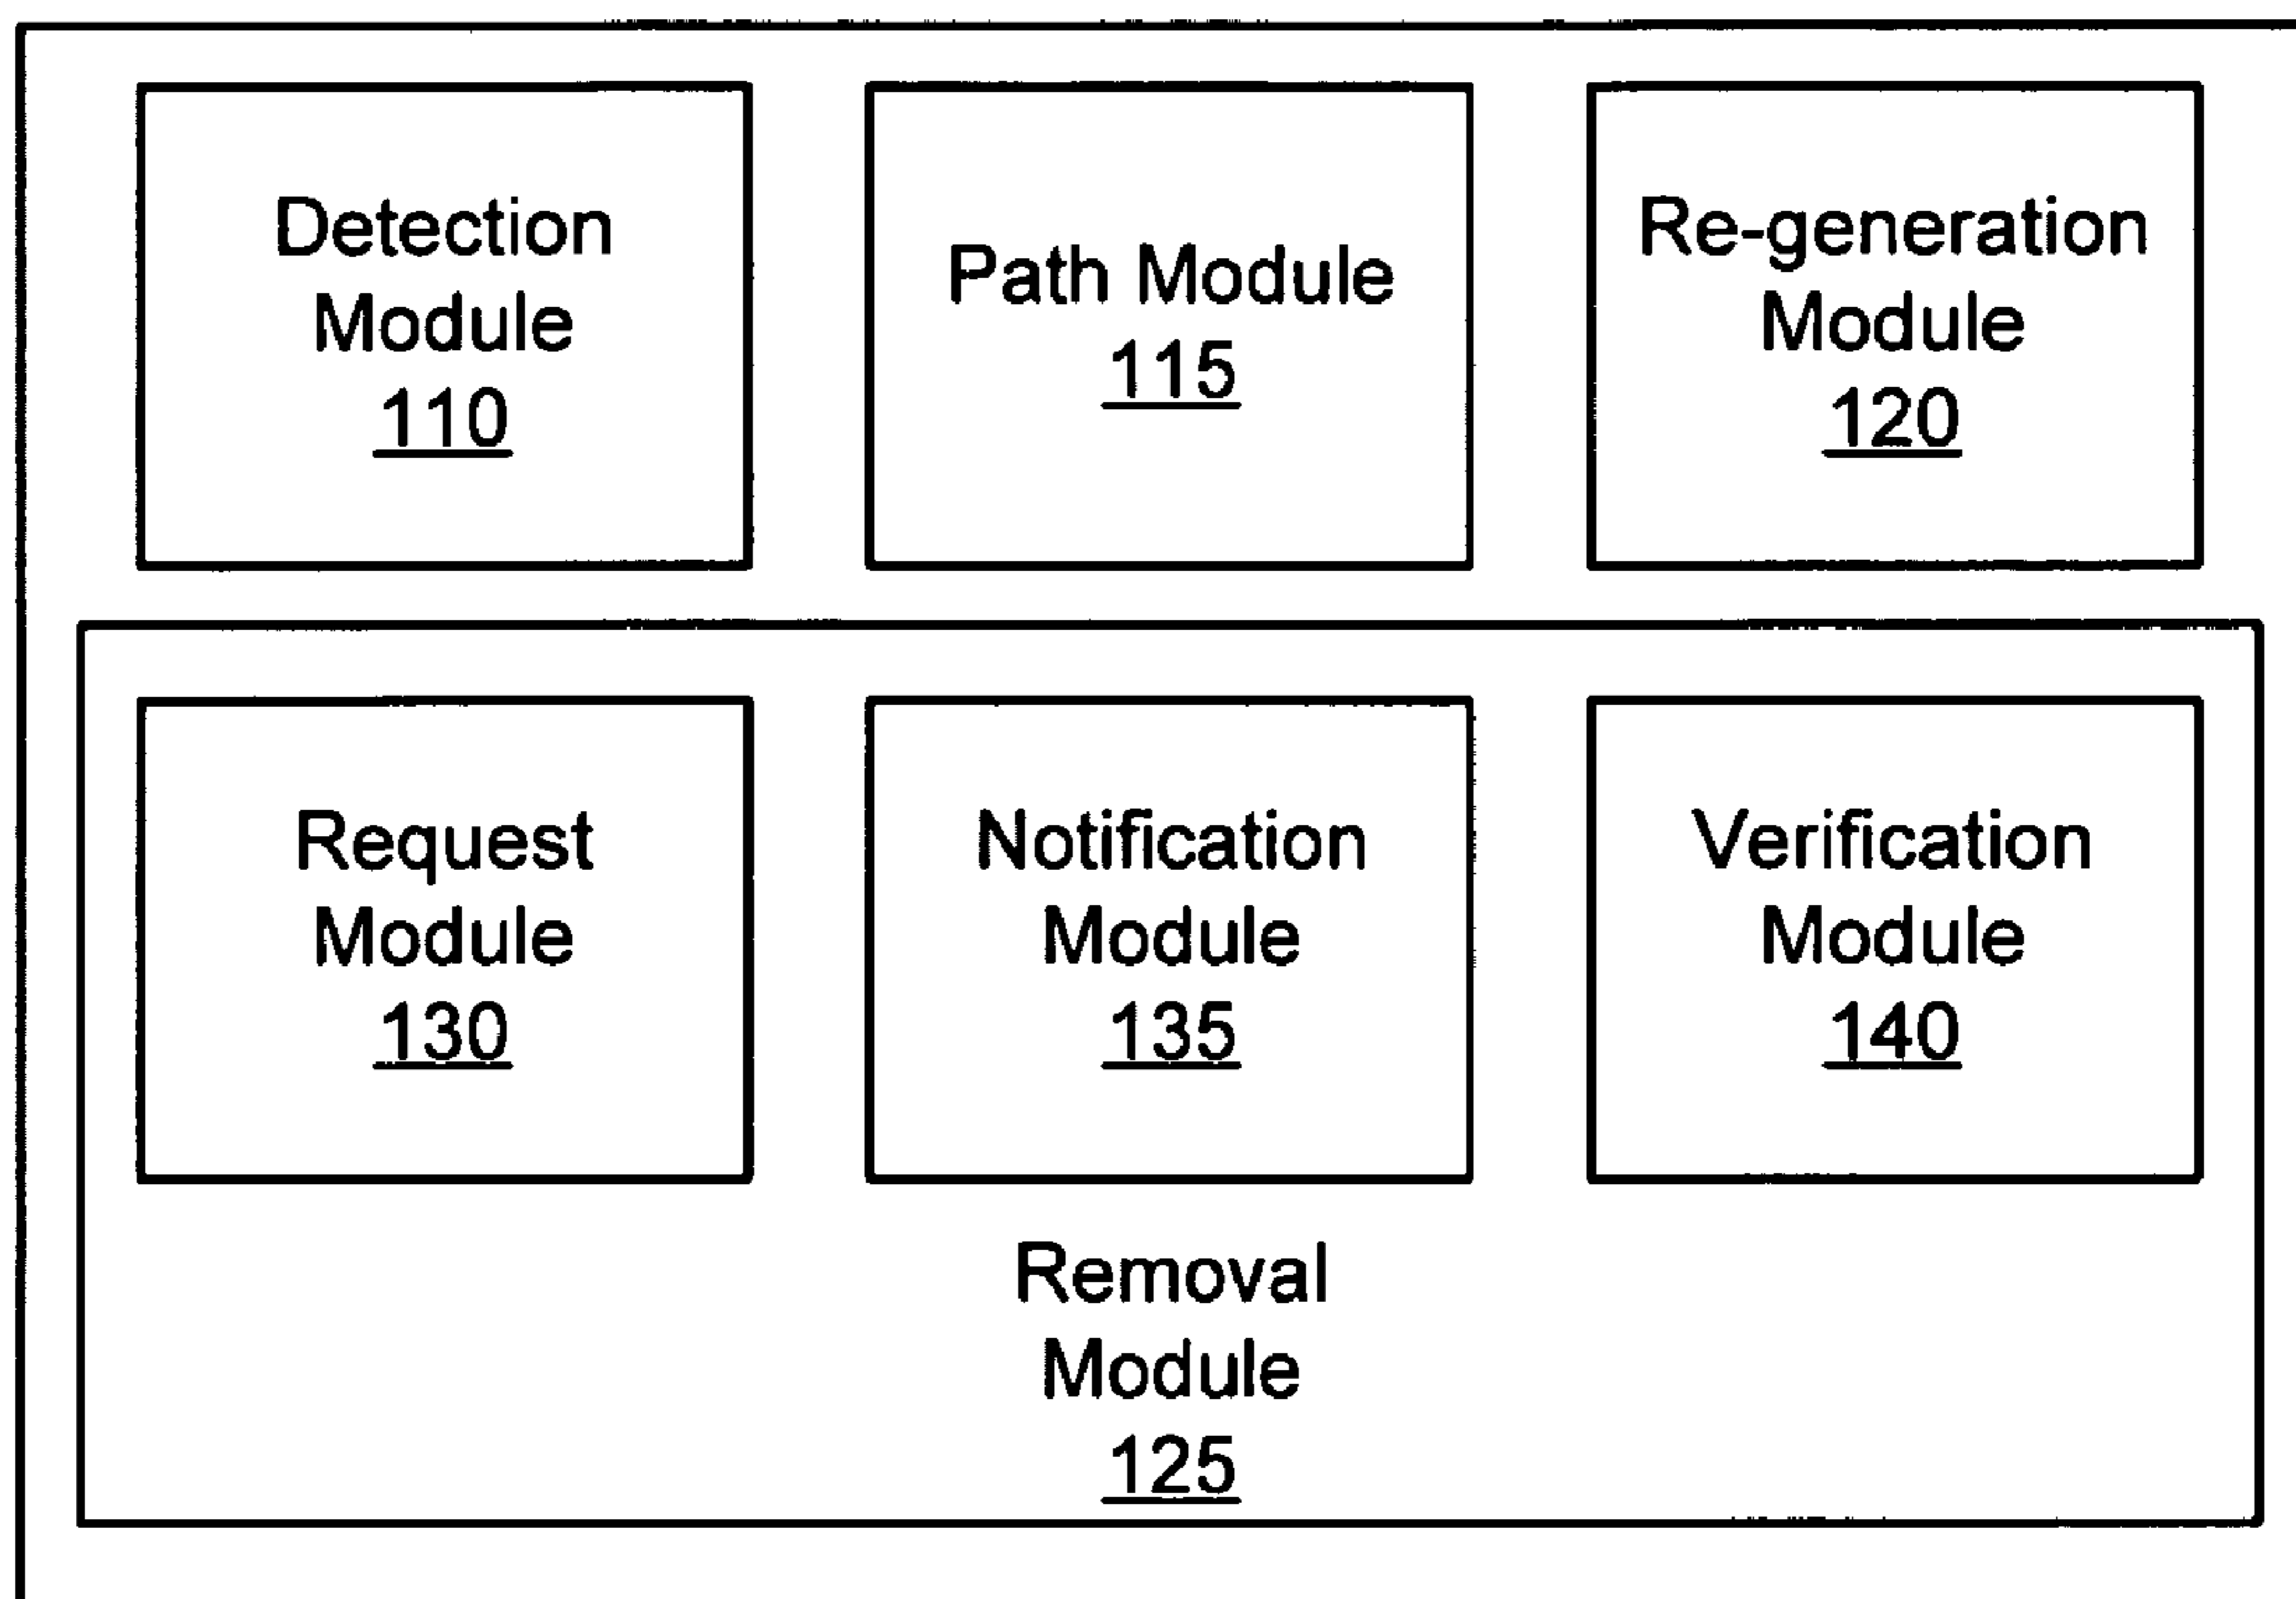 Detection
Module
110
Path Module
115
Re-generation
Module
120
Request
Module
130
Notification
Module
135
Verification
Module
140
Removal
Module
125